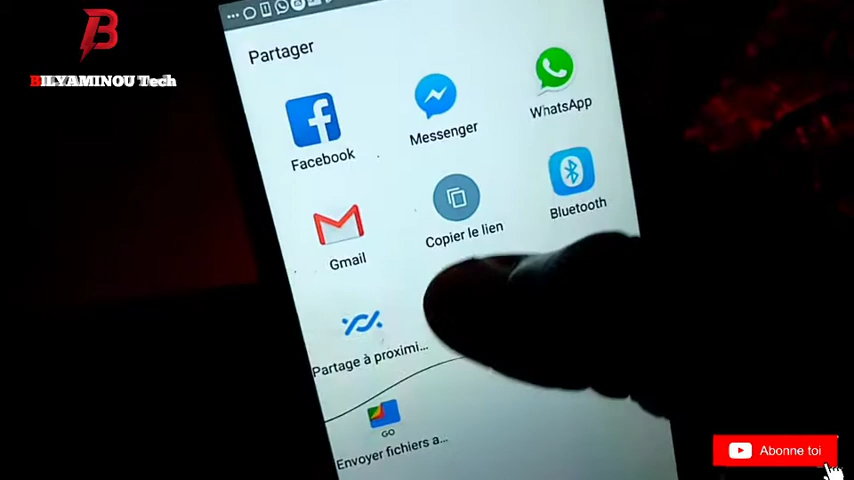 B
BILYAMINOU Tech
Partager
Facebook
Messenger
WhatsApp
Gmail
Copier le lien
Bluetooth
Partage à proximi...
GO
Envoyer fichiers a...
Abonne toi